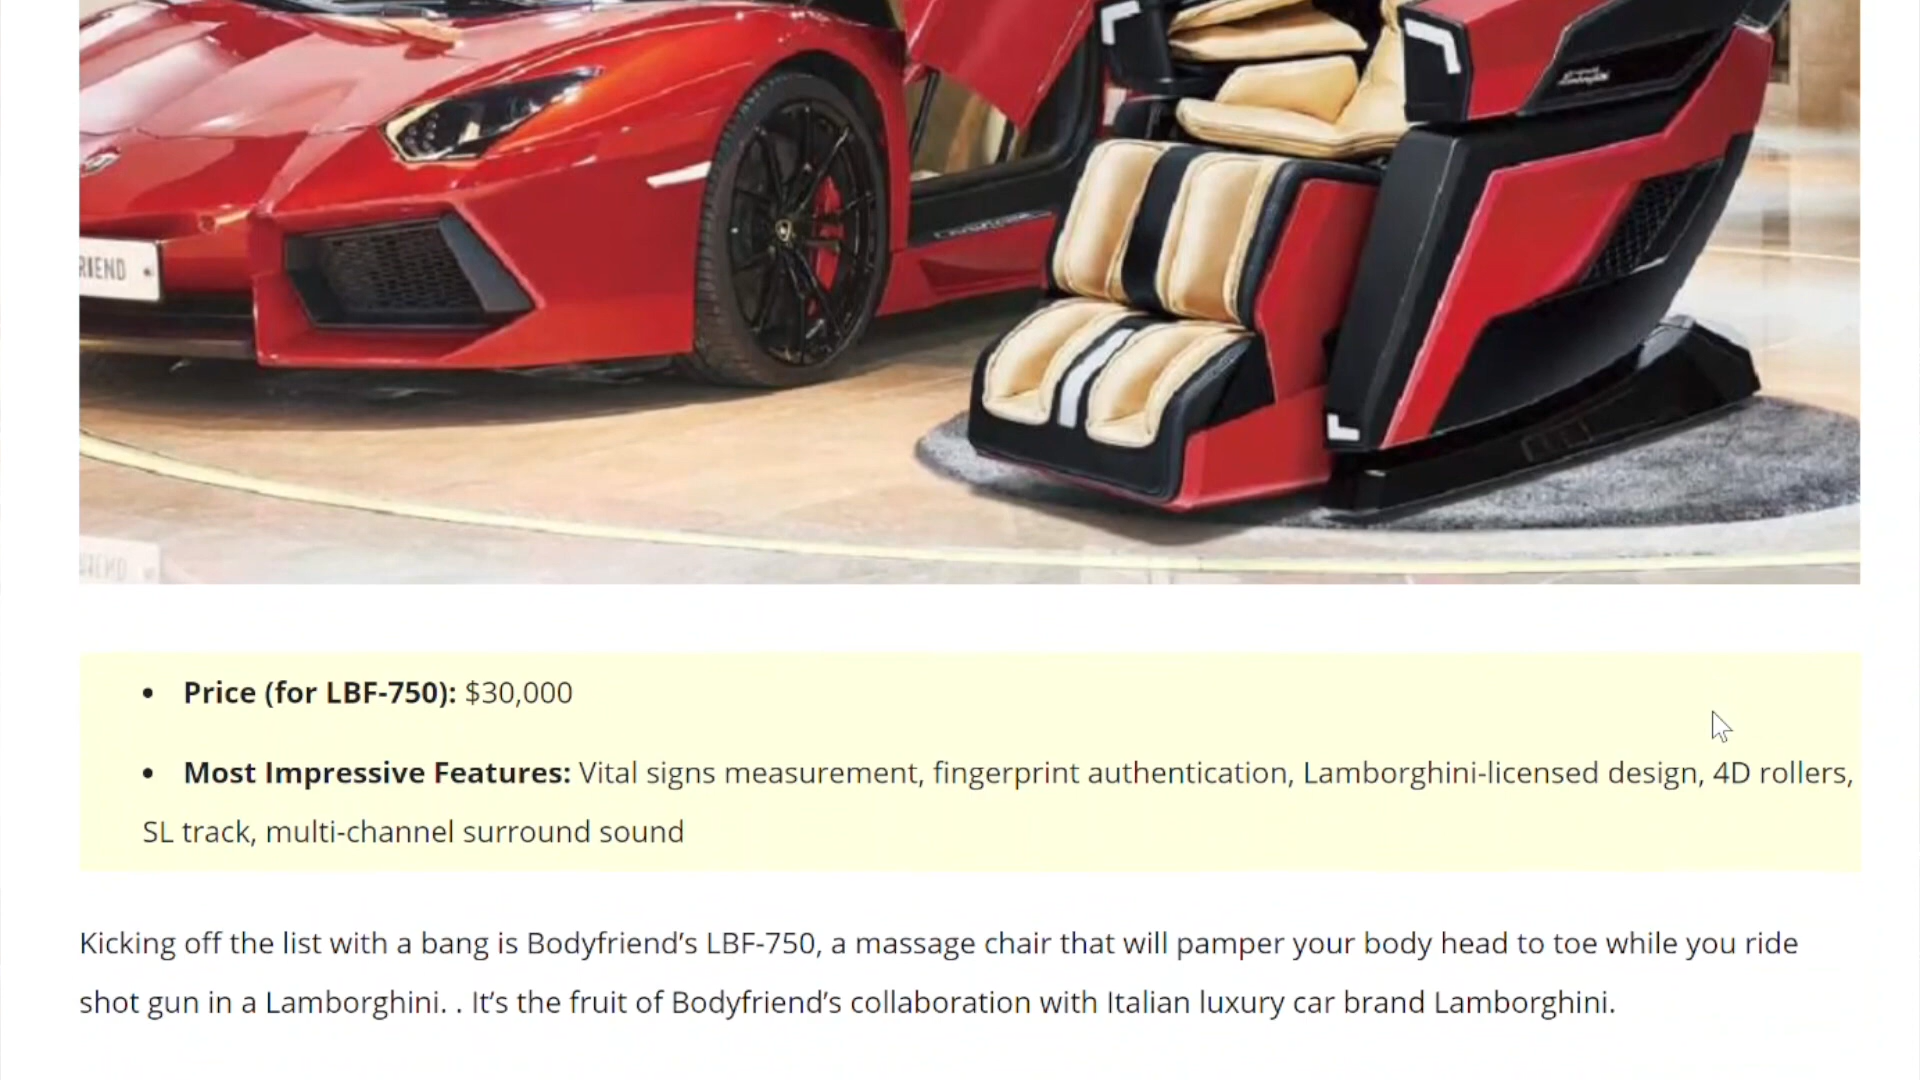 RIEND
Price (for LBF-750): $30,000
Most Impressive Features: Vital signs measurement, fingerprint authentication, Lamborghini-licensed design, 4D rollers,
SL track, multi-channel surround sound
Kicking off the list with a bang is Bodyfriend’s LBF-750, a massage chair that will pamper your body head to toe while you ride
shot gun in a Lamborghini. . It’s the fruit of Bodyfriend’s collaboration with Italian luxury car brand Lamborghini.